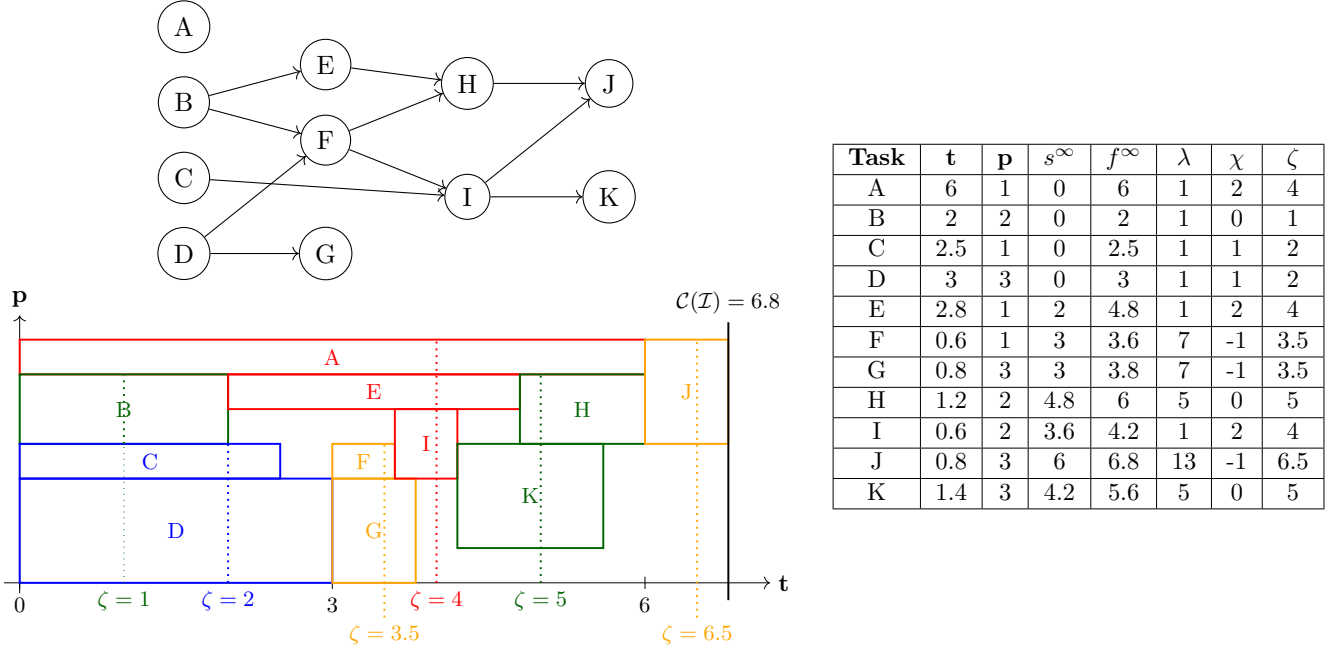 A
B
C
D
E
F
G
H
I
J
K
p
C(I) = 6.8
A
B
E
H
J
C
F
I
K
D
G
t
0
3
6
ζ = 1
ζ = 2
ζ = 4
ζ = 5
ζ = 3.5
ζ = 6.5
Task t p s^∞ f^∞ λ χ ζ
A 6 1 0 6 1 2 4
B 2 2 0 2 1 0 1
C 2.5 1 0 2.5 1 1 2
D 3 3 0 3 1 1 2
E 2.8 1 2 4.8 1 2 4
F 0.6 1 3 3.6 7 -1 3.5
G 0.8 3 3 3.8 7 -1 3.5
H 1.2 2 4.8 6 5 0 5
I 0.6 2 3.6 4.2 1 2 4
J 0.8 3 6 6.8 13 -1 6.5
K 1.4 3 4.2 5.6 5 0 5